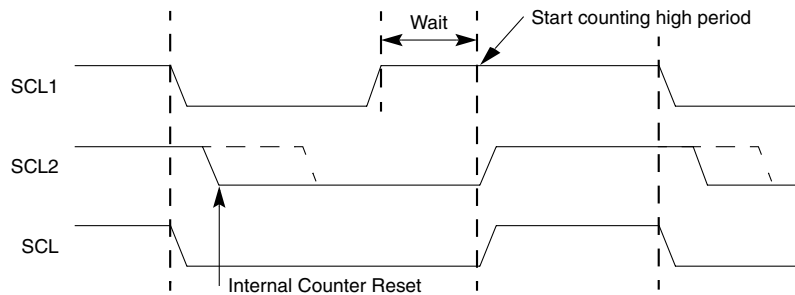 Wait
Start counting high period
SCL1
SCL2
SCL
Internal Counter Reset